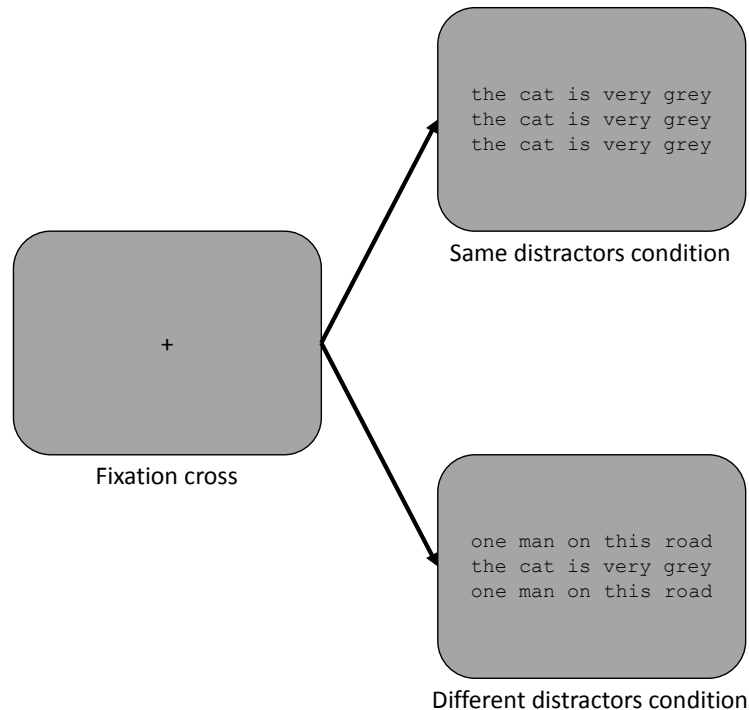 the cat is very grey
the cat is very grey
the cat is very grey
Same distractors condition
+
Fixation cross
one man on this road
the cat is very grey
one man on this road
Different distractors condition